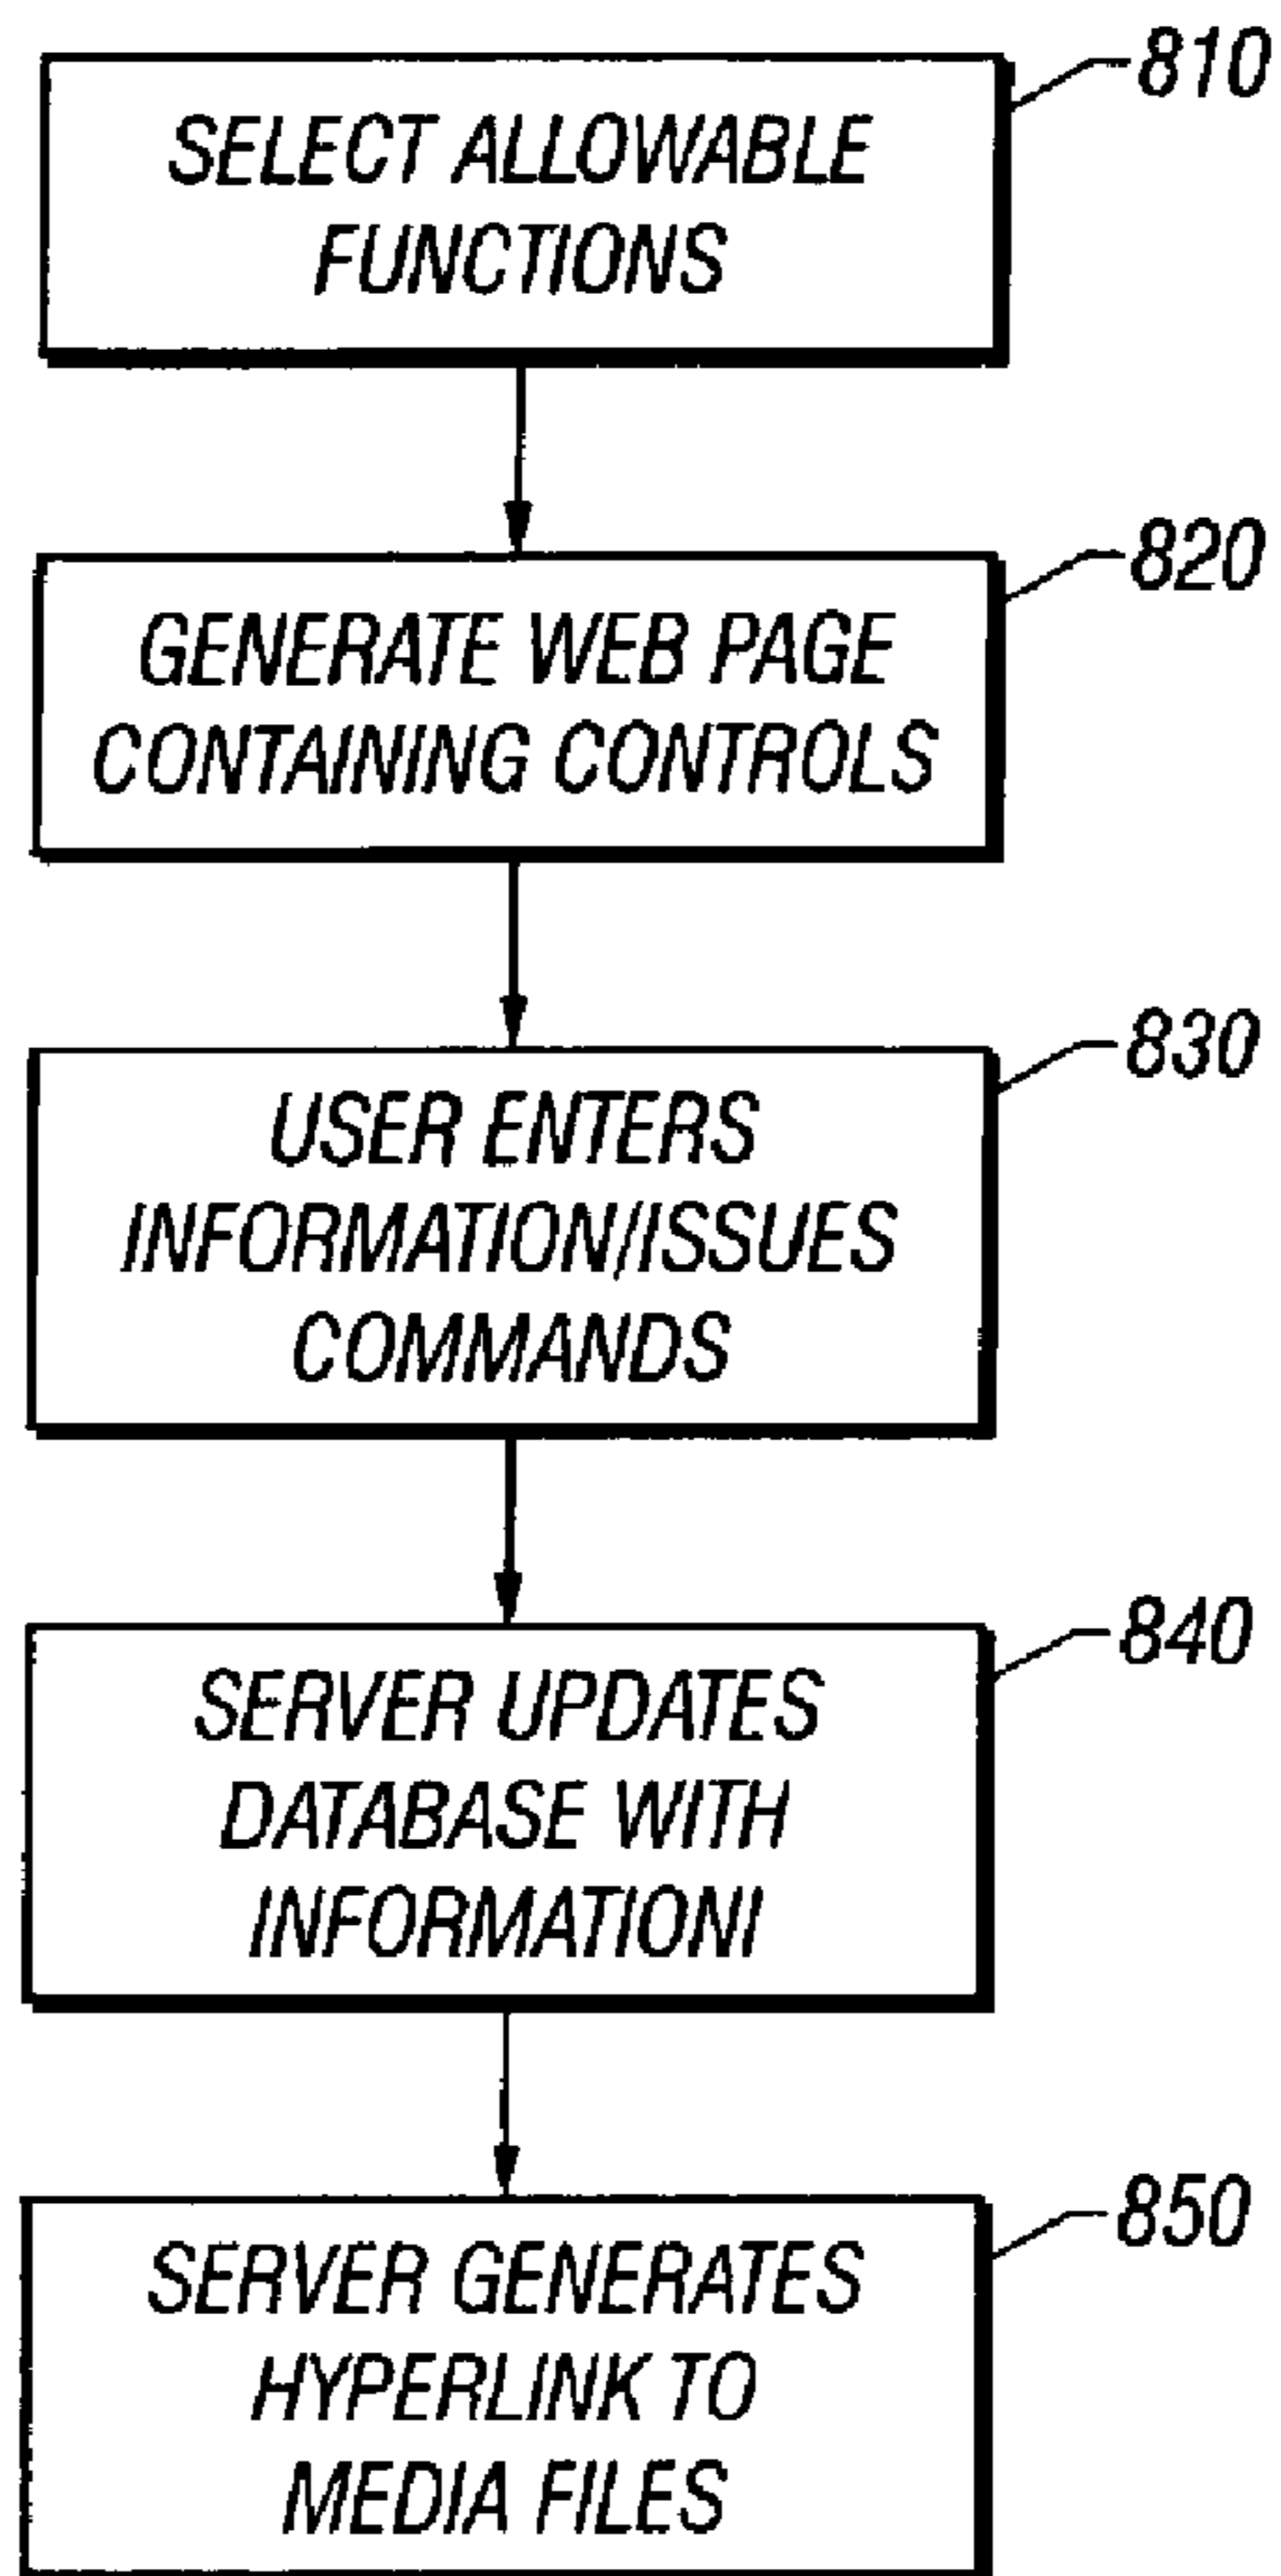 810
SELECT ALLOWABLE
FUNCTIONS
820
GENERATE WEB PAGE
CONTAINING CONTROLS
830
USER ENTERS
INFORMATION/ISSUES
COMMANDS
840
SERVER UPDATES
DATABASE WITH
INFORMATIONI
850
SERVER GENERATES
HYPERLINK TO
MEDIA FILES